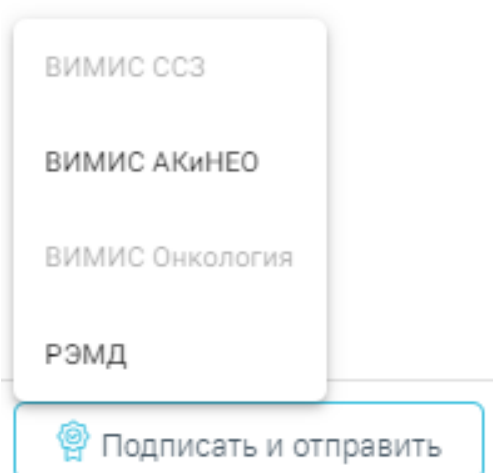 ВИМИС ССЗ
ВИМИС АКиНЕО
ВИМИС Онкология
РЭМД
Подписать и отправить